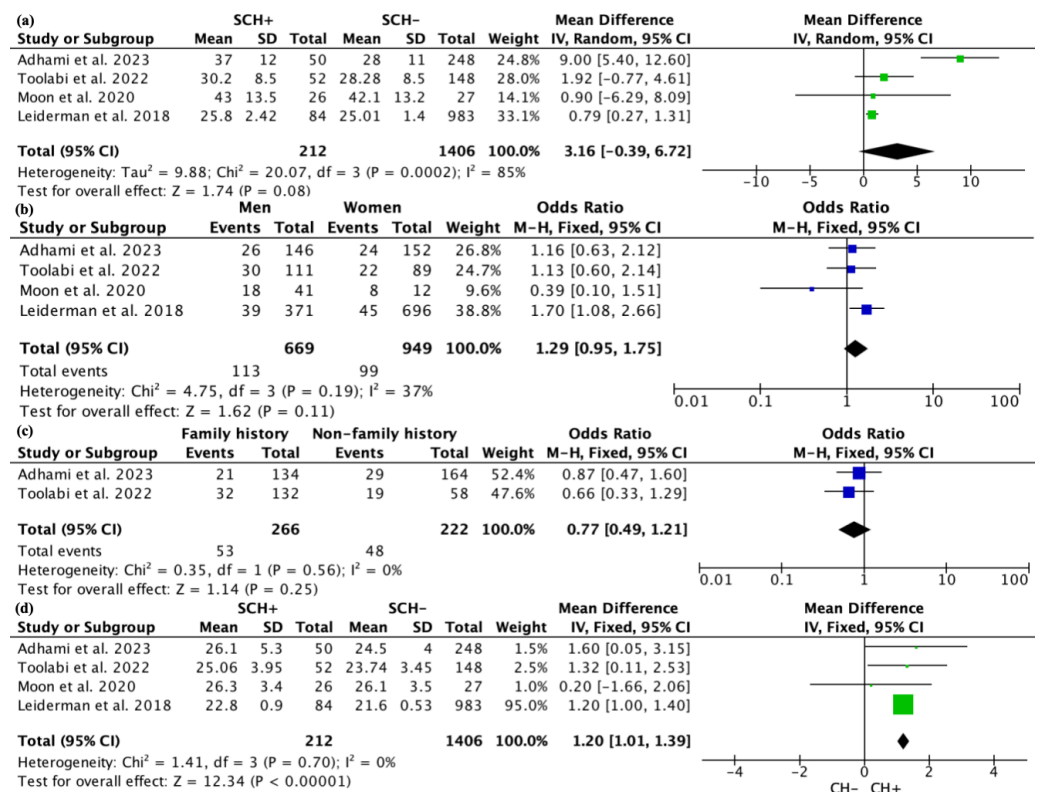 (a) SCH+ SCH- Mean Difference Mean Difference
Study or Subgroup Mean SD Total Mean SD Total Weight IV, Random, 95% CI IV, Random, 95% CI
Adhami et al. 2023 37 12 50 28 11 248 24.8% 9.00 [5.40, 12.60]
Toolabi et al. 2022 30.2 8.5 52 28.28 8.5 148 28.0% 1.92 [-0.77, 4.61]
Moon et al. 2020 43 13.5 26 42.1 13.2 27 14.1% 0.90 [-6.29, 8.09]
Leiderman et al. 2018 25.8 2.42 84 25.01 1.4 983 33.1% 0.79 [0.27, 1.31]
Total (95% CI) 212 1406 100.0% 3.16 [-0.39, 6.72]
Heterogeneity: Tau² = 9.88; Chi² = 20.07, df = 3 (P = 0.0002); I² = 85%
Test for overall effect: Z = 1.74 (P = 0.08)
-10 -5 0 5 10
(b) Men Women Odds Ratio Odds Ratio
Study or Subgroup Events Total Events Total Weight M-H, Fixed, 95% CI M-H, Fixed, 95% CI
Adhami et al. 2023 26 146 24 152 26.8% 1.16 [0.63, 2.12]
Toolabi et al. 2022 30 111 22 89 24.7% 1.13 [0.60, 2.14]
Moon et al. 2020 18 41 8 12 9.6% 0.39 [0.10, 1.51]
Leiderman et al. 2018 39 371 45 696 38.8% 1.70 [1.08, 2.66]
Total (95% CI) 669 949 100.0% 1.29 [0.95, 1.75]
Total events 113 99
Heterogeneity: Chi² = 4.75, df = 3 (P = 0.19); I² = 37%
Test for overall effect: Z = 1.62 (P = 0.11)
0.01 0.1 1 10 100
(c) Family history Non-family history Odds Ratio Odds Ratio
Study or Subgroup Events Total Events Total Weight M-H, Fixed, 95% CI M-H, Fixed, 95% CI
Adhami et al. 2023 21 134 29 164 52.4% 0.87 [0.47, 1.60]
Toolabi et al. 2022 32 132 19 58 47.6% 0.66 [0.33, 1.29]
Total (95% CI) 266 222 100.0% 0.77 [0.49, 1.21]
Total events 53 48
Heterogeneity: Chi² = 0.35, df = 1 (P = 0.56); I² = 0%
Test for overall effect: Z = 1.14 (P = 0.25)
0.01 0.1 1 10 100
(d) SCH+ SCH- Mean Difference Mean Difference
Study or Subgroup Mean SD Total Mean SD Total Weight IV, Fixed, 95% CI IV, Fixed, 95% CI
Adhami et al. 2023 26.1 5.3 50 24.5 4 248 1.5% 1.60 [0.05, 3.15]
Toolabi et al. 2022 25.06 3.95 52 23.74 3.45 148 2.5% 1.32 [0.11, 2.53]
Moon et al. 2020 26.3 3.4 26 26.1 3.5 27 1.0% 0.20 [-1.66, 2.06]
Leiderman et al. 2018 22.8 0.9 84 21.6 0.53 983 95.0% 1.20 [1.00, 1.40]
Total (95% CI) 212 1406 100.0% 1.20 [1.01, 1.39]
Heterogeneity: Chi² = 1.41, df = 3 (P = 0.70); I² = 0%
Test for overall effect: Z = 12.34 (P < 0.00001)
-4 -2 0 2 4
CH- CH+